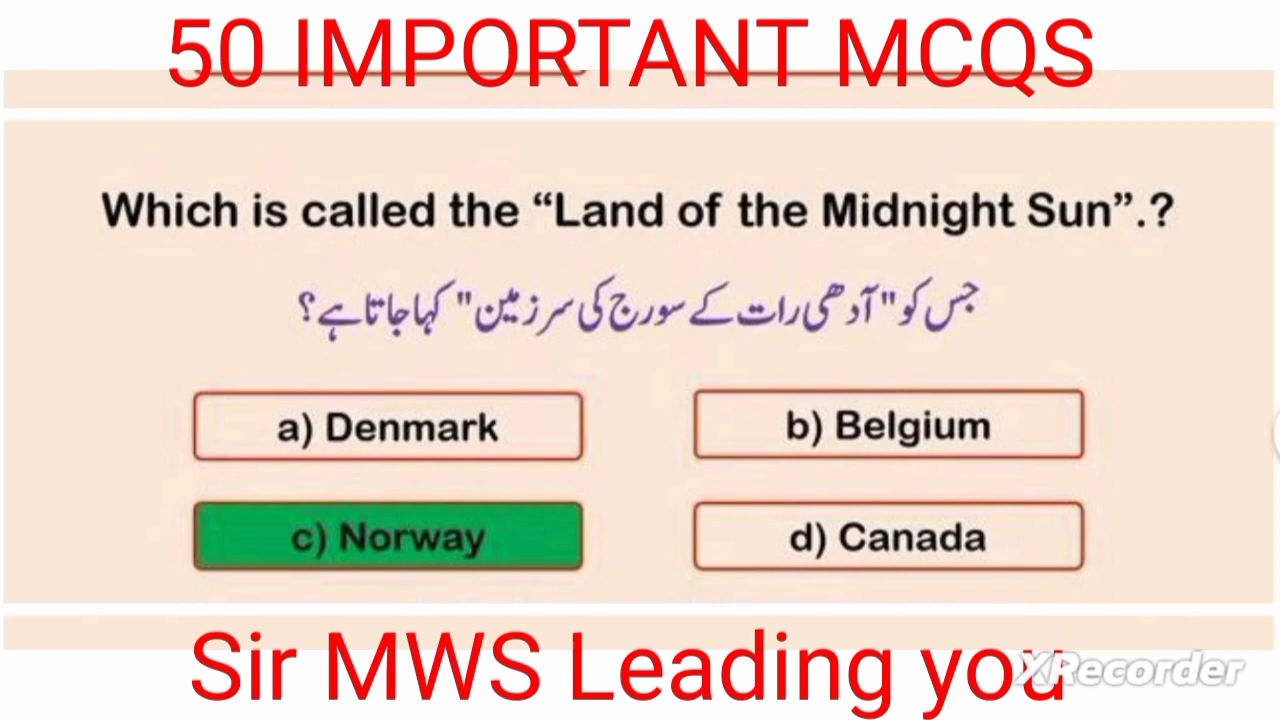 50 IMPORTANT MCQS
Which is called the “Land of the Midnight Sun”.?
جس کو "آدھی رات کے سورج کی سرزمین" کہا جاتا ہے؟
a) Denmark
b) Belgium
c) Norway
d) Canada
Sir MWS Leading you
XRecorder